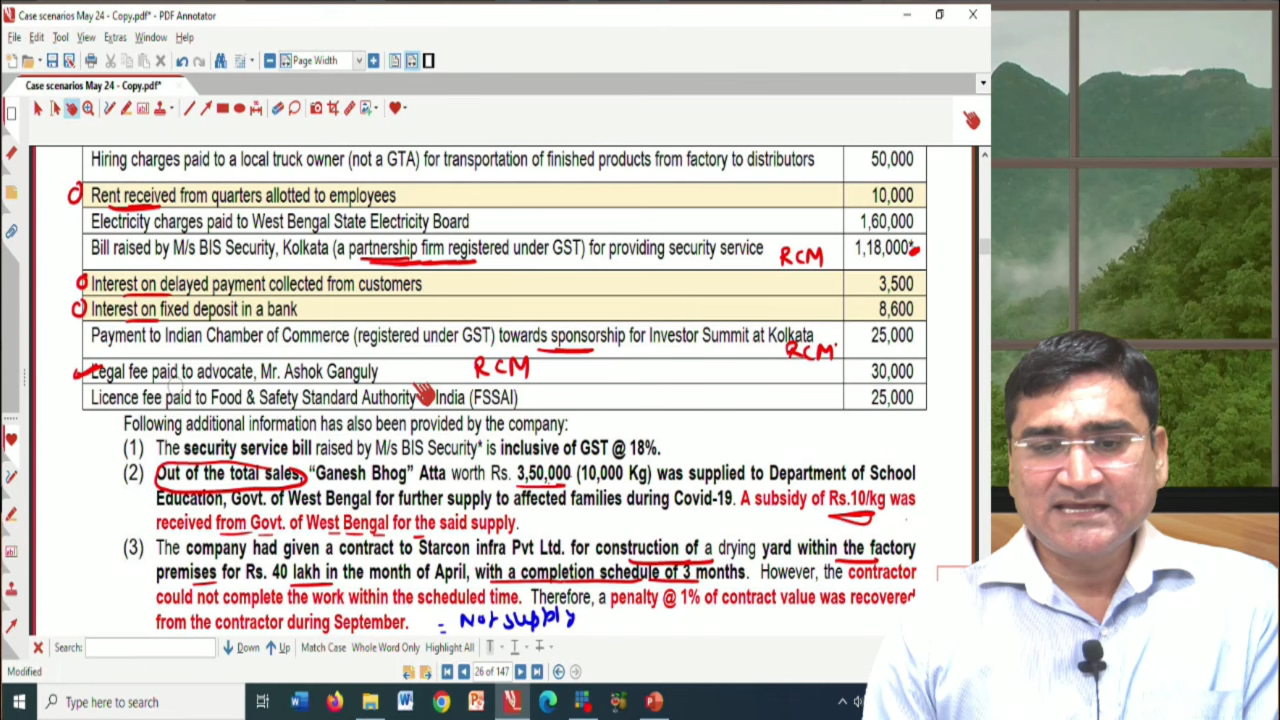 Case scenarios May 24 - Copy.pdf* - PDF Annotator
File Edit Tool View Extras Window Help
Page Width
Case scenarios May 24 - Copy.pdf*
Hiring charges paid to a local truck owner (not a GTA) for transportation of finished products from factory to distributors 50,000
Rent received from quarters allotted to employees 10,000
Electricity charges paid to West Bengal State Electricity Board 1,60,000
Bill raised by M/s BIS Security, Kolkata (a partnership firm registered under GST) for providing security service RCM 1,18,000*
Interest on delayed payment collected from customers 3,500
Interest on fixed deposit in a bank 8,600
Payment to Indian Chamber of Commerce (registered under GST) towards sponsorship for Investor Summit at Kolkata 25,000
RCM
Legal fee paid to advocate, Mr. Ashok Ganguly RCM 30,000
Licence fee paid to Food & Safety Standard Authority India (FSSAI) 25,000
Following additional information has also been provided by the company:
(1) The security service bill raised by M/s BIS Security* is inclusive of GST @ 18%.
(2) Out of the total sales, “Ganesh Bhog” Atta worth Rs. 3,50,000 (10,000 Kg) was supplied to Department of School
Education, Govt. of West Bengal for further supply to affected families during Covid-19. A subsidy of Rs.10/kg was
received from Govt. of West Bengal for the said supply.
(3) The company had given a contract to Starcon infra Pvt Ltd. for construction of a drying yard within the factory
premises for Rs. 40 lakh in the month of April, with a completion schedule of 3 months. However, the contractor
could not complete the work within the scheduled time. Therefore, a penalty @ 1% of contract value was recovered
from the contractor during September. = Not supply
Search: Down Up Match Case Whole Word Only Highlight All
Modified 26 of 147
Type here to search